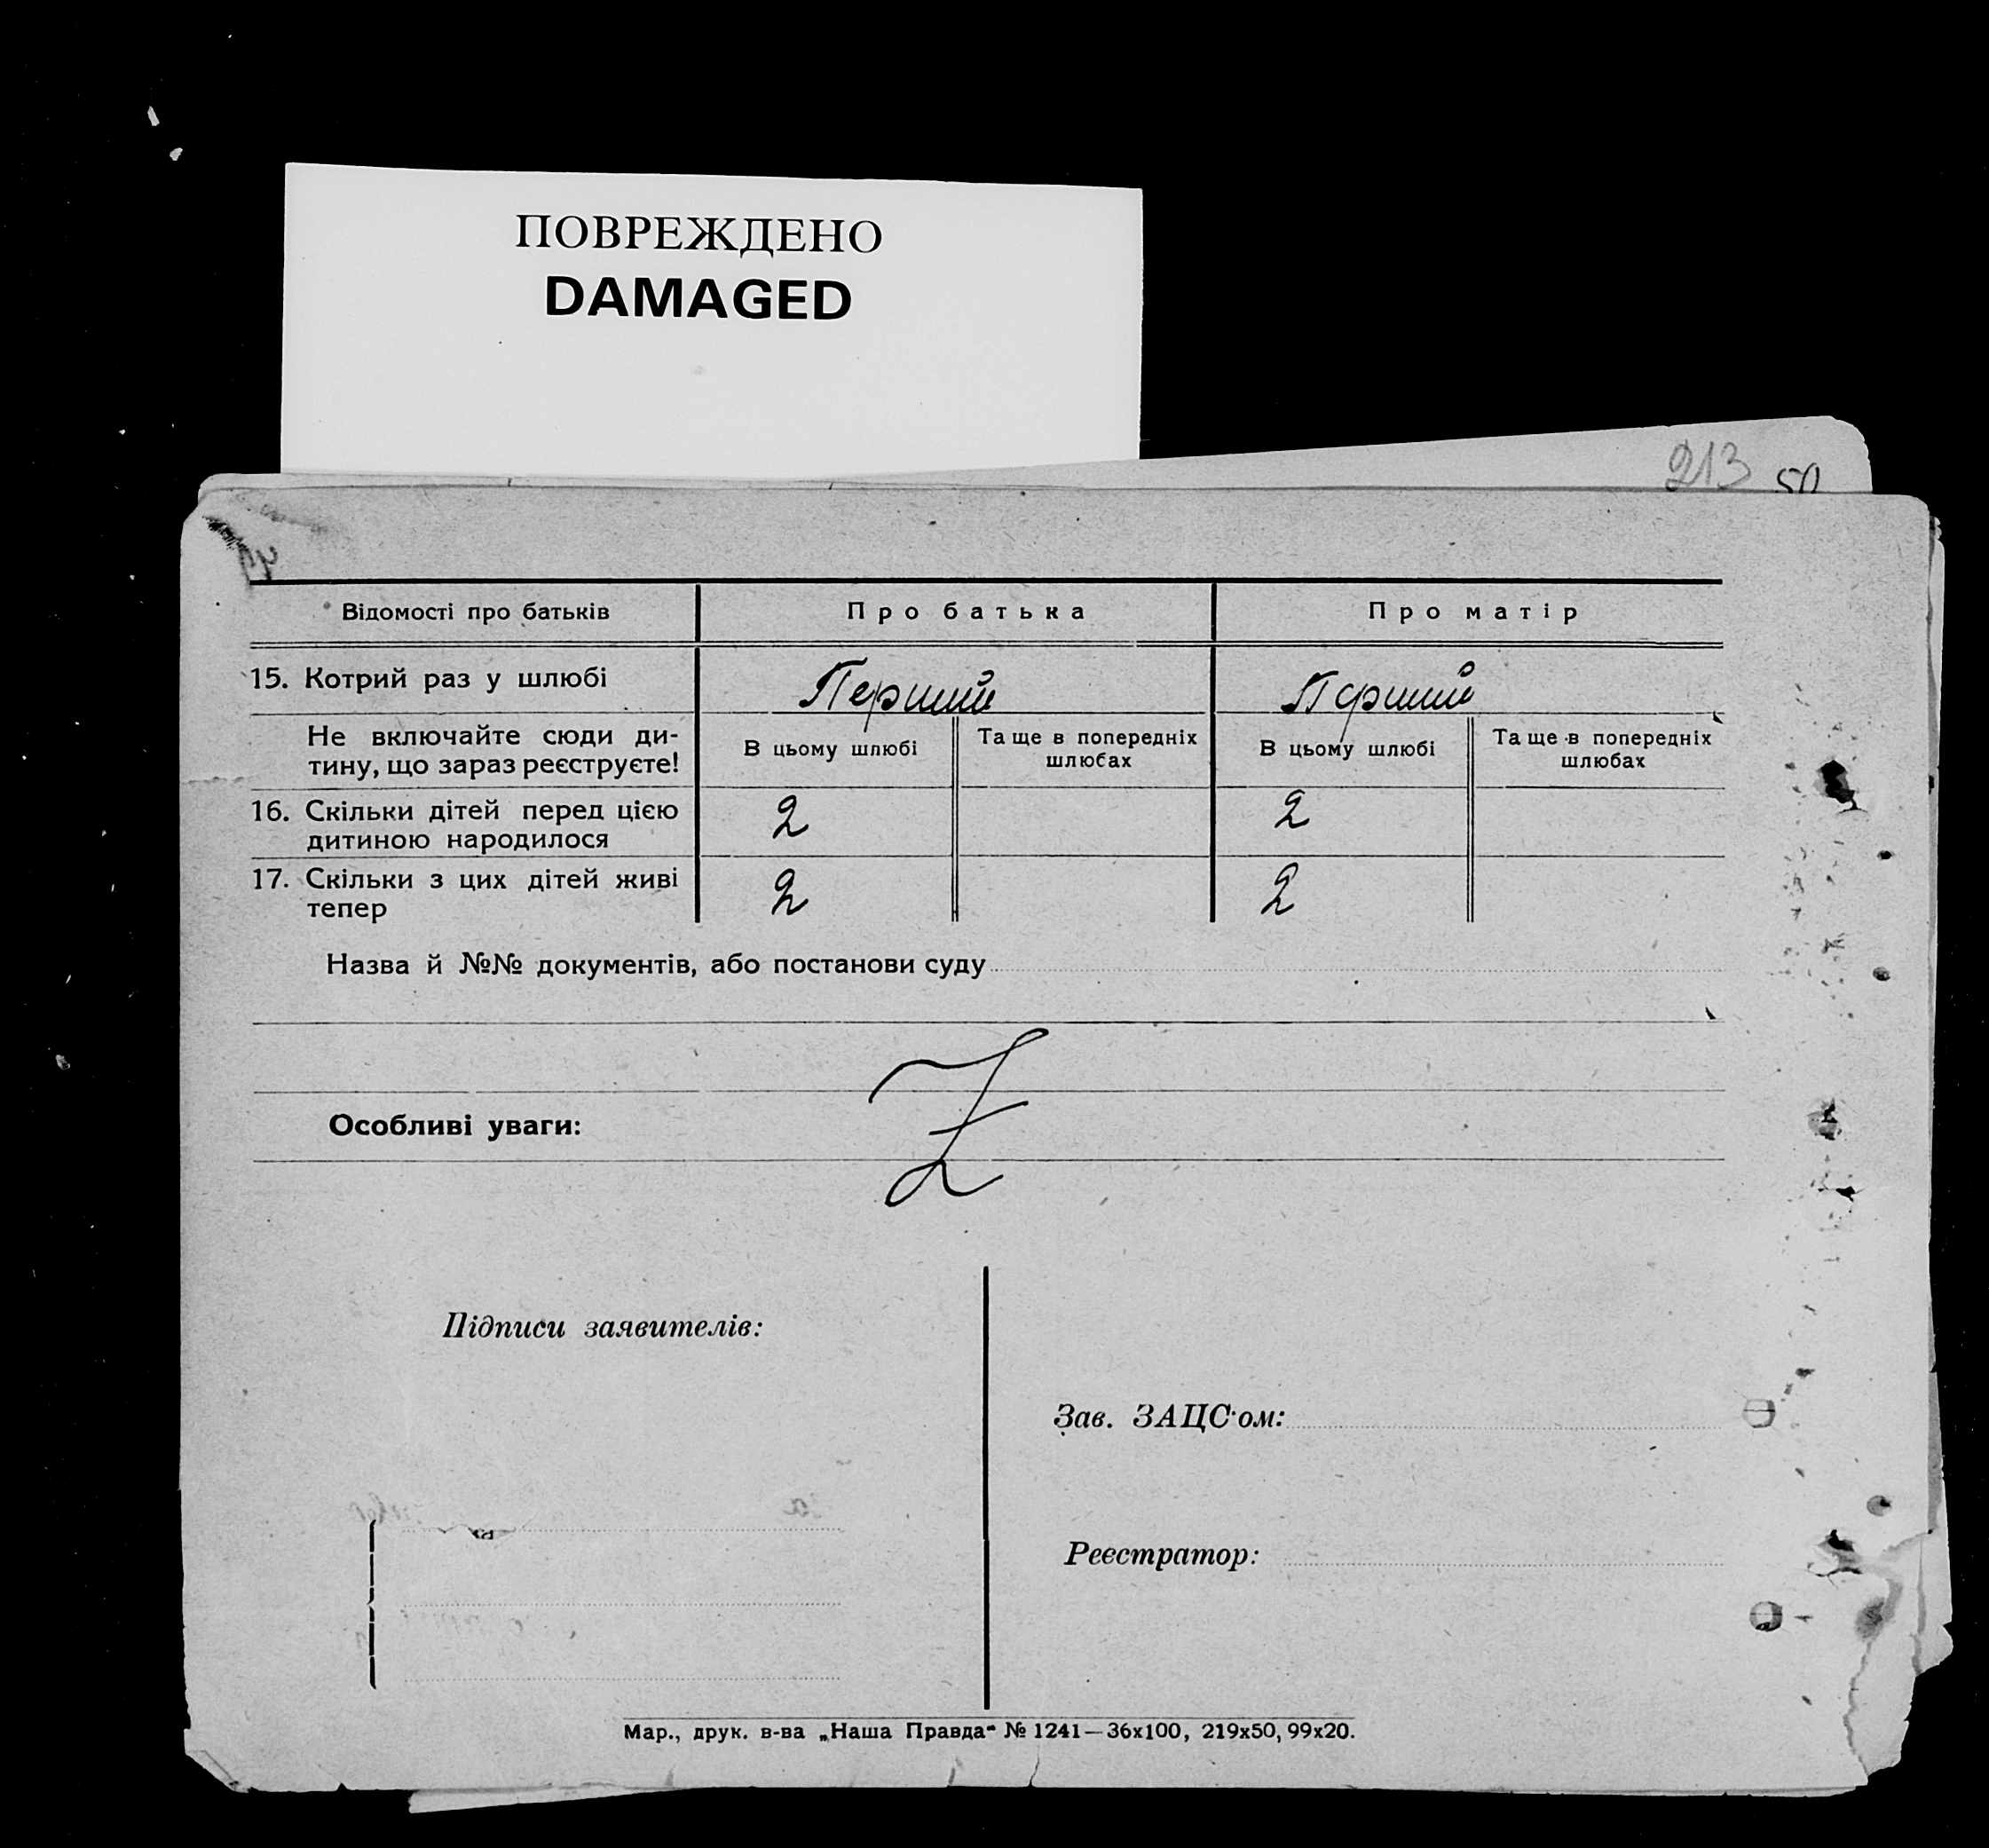 ПОВРЕЖДЕНО
DAMAGED
213 50
Відомості про батьків Про батька Про матір
15. Котрий раз у шлюбі Перший Перший
Не включайте сюди ди-
тину, що зараз реєструєте!
В цьому шлюбі
Та ще в попередніх
шлюбах
В цьому шлюбі
Та ще в попередніх
шлюбах
16. Скільки дітей перед цією
дитиною народилося
2 2
17. Скільки з цих дітей живі
тепер
2 2
Назва й №№ документів, або постанови суду
Z
Особливі уваги:
Підписи заявителів:
Зав. ЗАЦС'ом:
Реєстратор:
Мар., друк. в-ва „Наша Правда" № 1241—36х100, 219х50, 99х20.